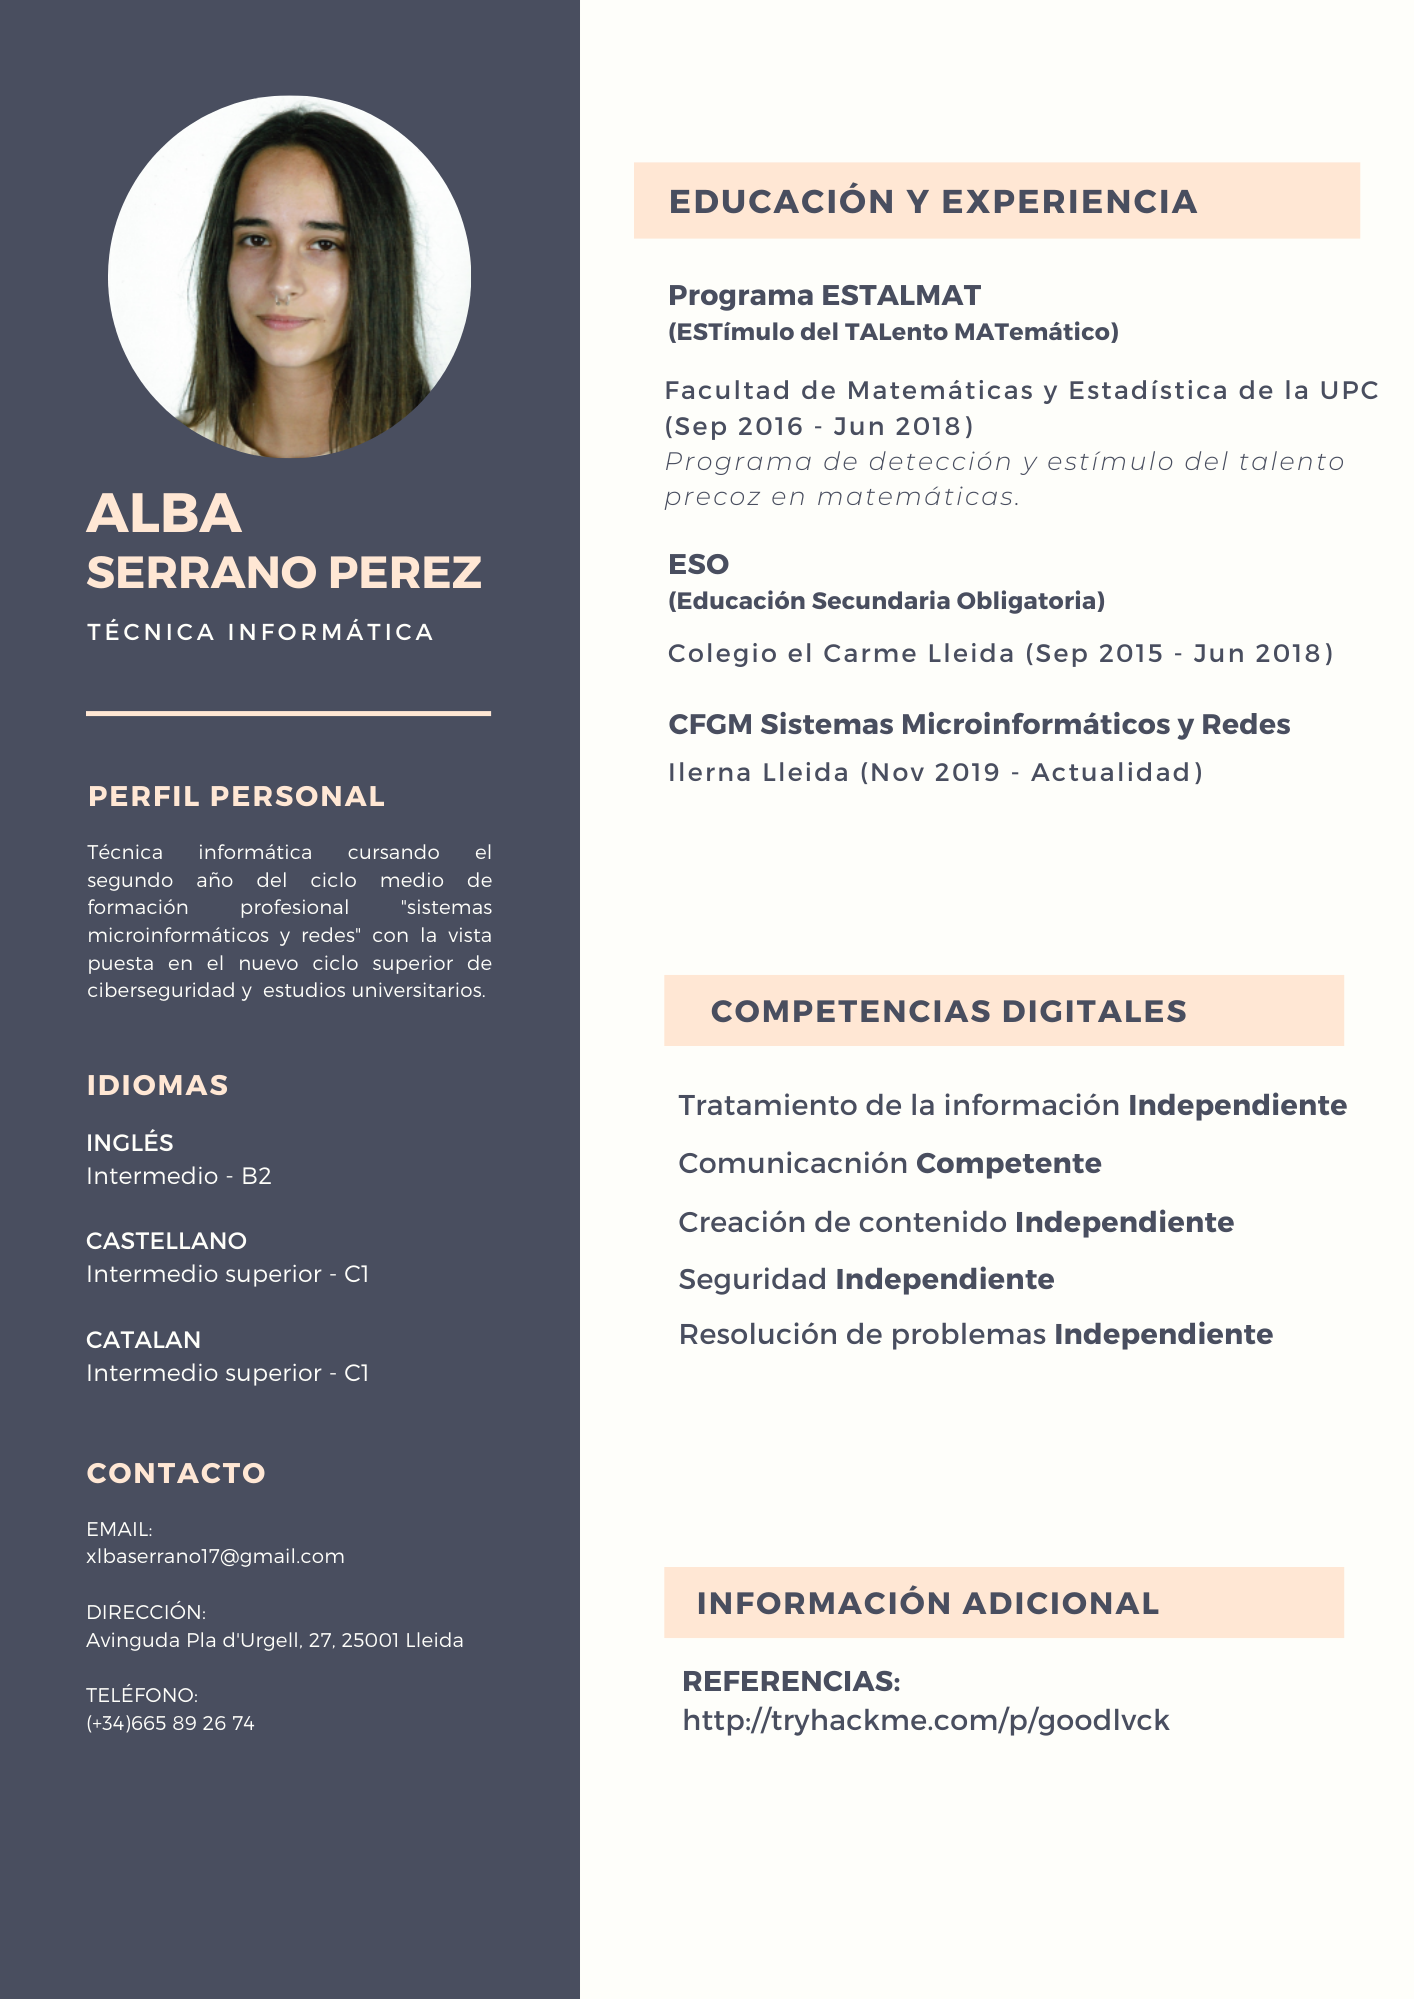 ALBA
SERRANO PEREZ
TÉCNICA INFORMÁTICA
PERFIL PERSONAL
Técnica informática cursando el
segundo año del ciclo medio de
formación profesional "sistemas
microinformáticos y redes" con la vista
puesta en el nuevo ciclo superior de
ciberseguridad y estudios universitarios.
IDIOMAS
INGLÉS
Intermedio - B2
CASTELLANO
Intermedio superior - C1
CATALAN
Intermedio superior - C1
CONTACTO
EMAIL:
xlbaserrano17@gmail.com
DIRECCIÓN:
Avinguda Pla d'Urgell, 27, 25001 Lleida
TELÉFONO:
(+34)665 89 26 74
EDUCACIÓN Y EXPERIENCIA
Programa ESTALMAT
(ESTímulo del TALento MATemático)
Facultad de Matemáticas y Estadística de la UPC
(Sep 2016 - Jun 2018)
Programa de detección y estímulo del talento
precoz en matemáticas.
ESO
(Educación Secundaria Obligatoria)
Colegio el Carme Lleida (Sep 2015 - Jun 2018)
CFGM Sistemas Microinformáticos y Redes
Ilerna Lleida (Nov 2019 - Actualidad)
COMPETENCIAS DIGITALES
Tratamiento de la información Independiente
Comunicacnión Competente
Creación de contenido Independiente
Seguridad Independiente
Resolución de problemas Independiente
INFORMACIÓN ADICIONAL
REFERENCIAS:
http://tryhackme.com/p/goodlvck